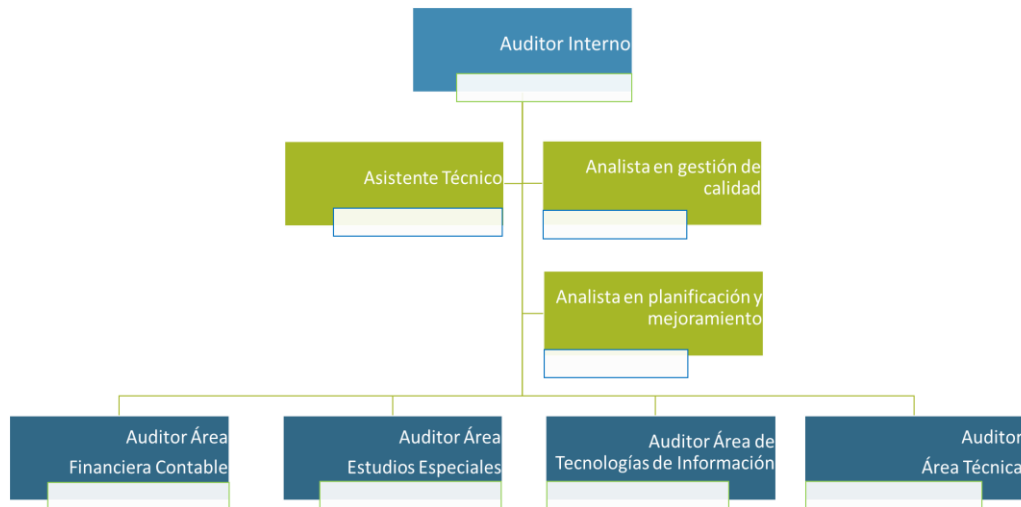 Auditor Interno
Asistente Técnico
Analista en gestión de
calidad
Analista en planificación y
mejoramiento
Auditor Área
Financiera Contable
Auditor Área
Estudios Especiales
Auditor Área de
Tecnologías de Información
Auditor
Área Técnica